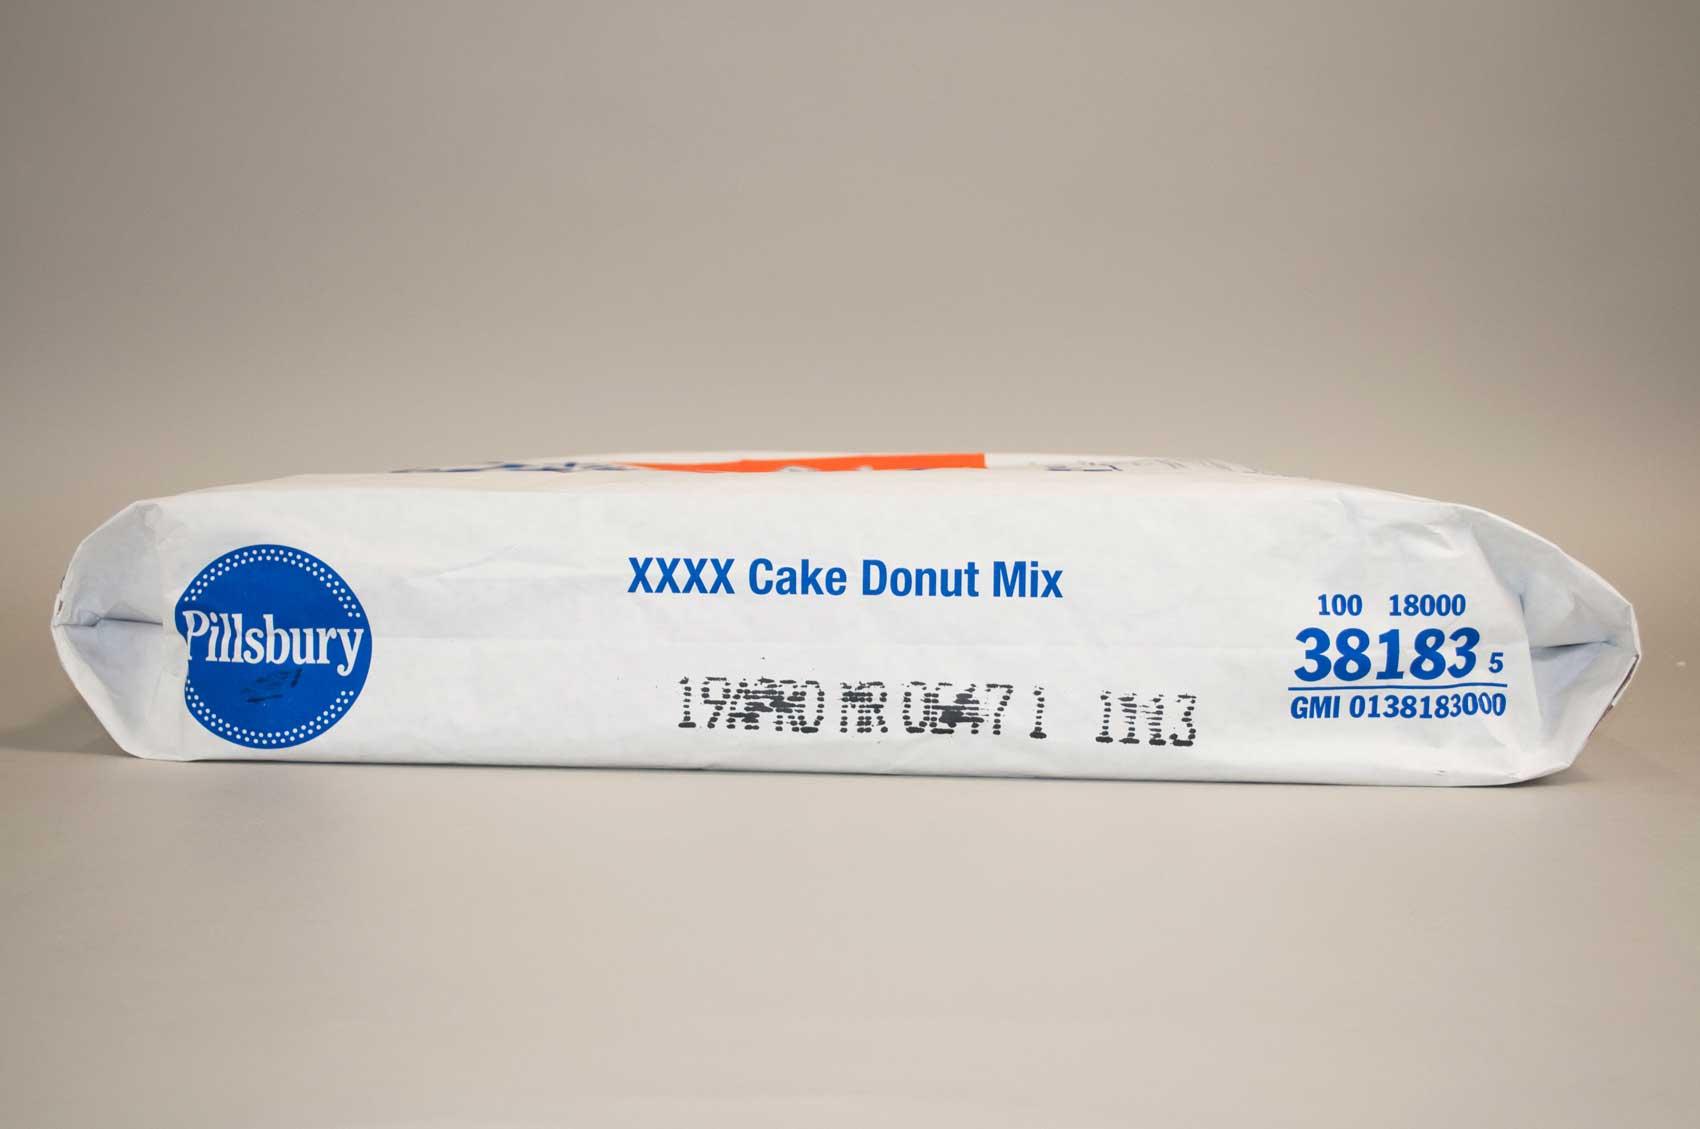 Pillsbury
XXXX Cake Donut Mix
100 18000
38183 5
GMI 0138183000